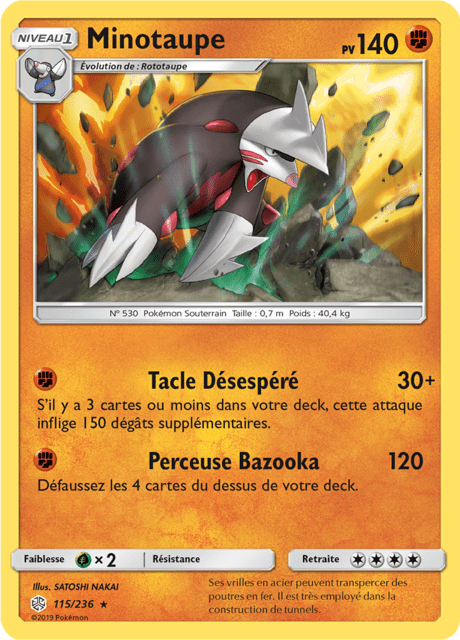 NIVEAU 1
Minotaupe
PV 140
Évolution de : Rototaupe
N° 530 Pokémon Souterrain Taille : 0,7 m Poids : 40,4 kg
Tacle Désespéré 30+
S'il y a 3 cartes ou moins dans votre deck, cette attaque
inflige 150 dégâts supplémentaires.
Perceuse Bazooka 120
Défaussez les 4 cartes du dessus de votre deck.
Faiblesse ×2 Résistance Retraite
Illus. SATOSHI NAKAI
115/236 ★
©2019 Pokémon
Ses vrilles en acier peuvent transpercer des
poutres en fer. Il est très employé dans la
construction de tunnels.